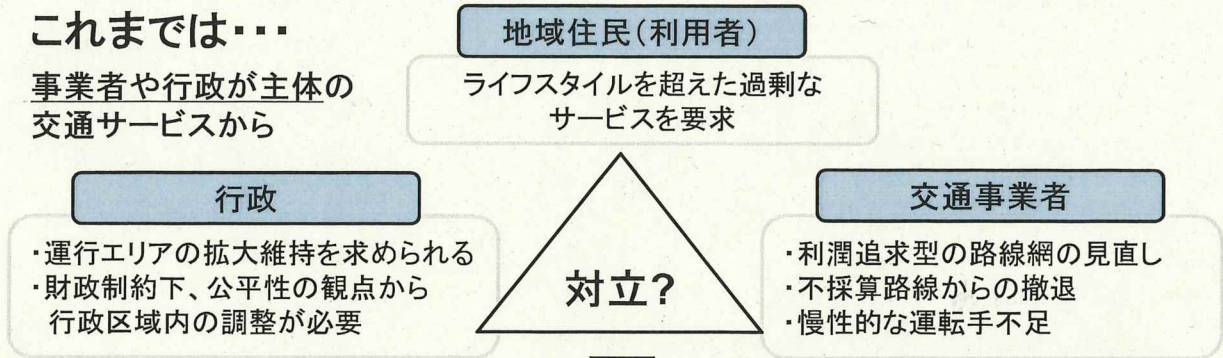 これまでは･･･
事業者や行政が主体の
交通サービスから
地域住民(利用者)
ライフスタイルを超えた過剰な
サービスを要求
行政
・運行エリアの拡大維持を求められる
・財政制約下、公平性の観点から
行政区域内の調整が必要
対立?
交通事業者
・利潤追求型の路線網の見直し
・不採算路線からの撤退
・慢性的な運転手不足